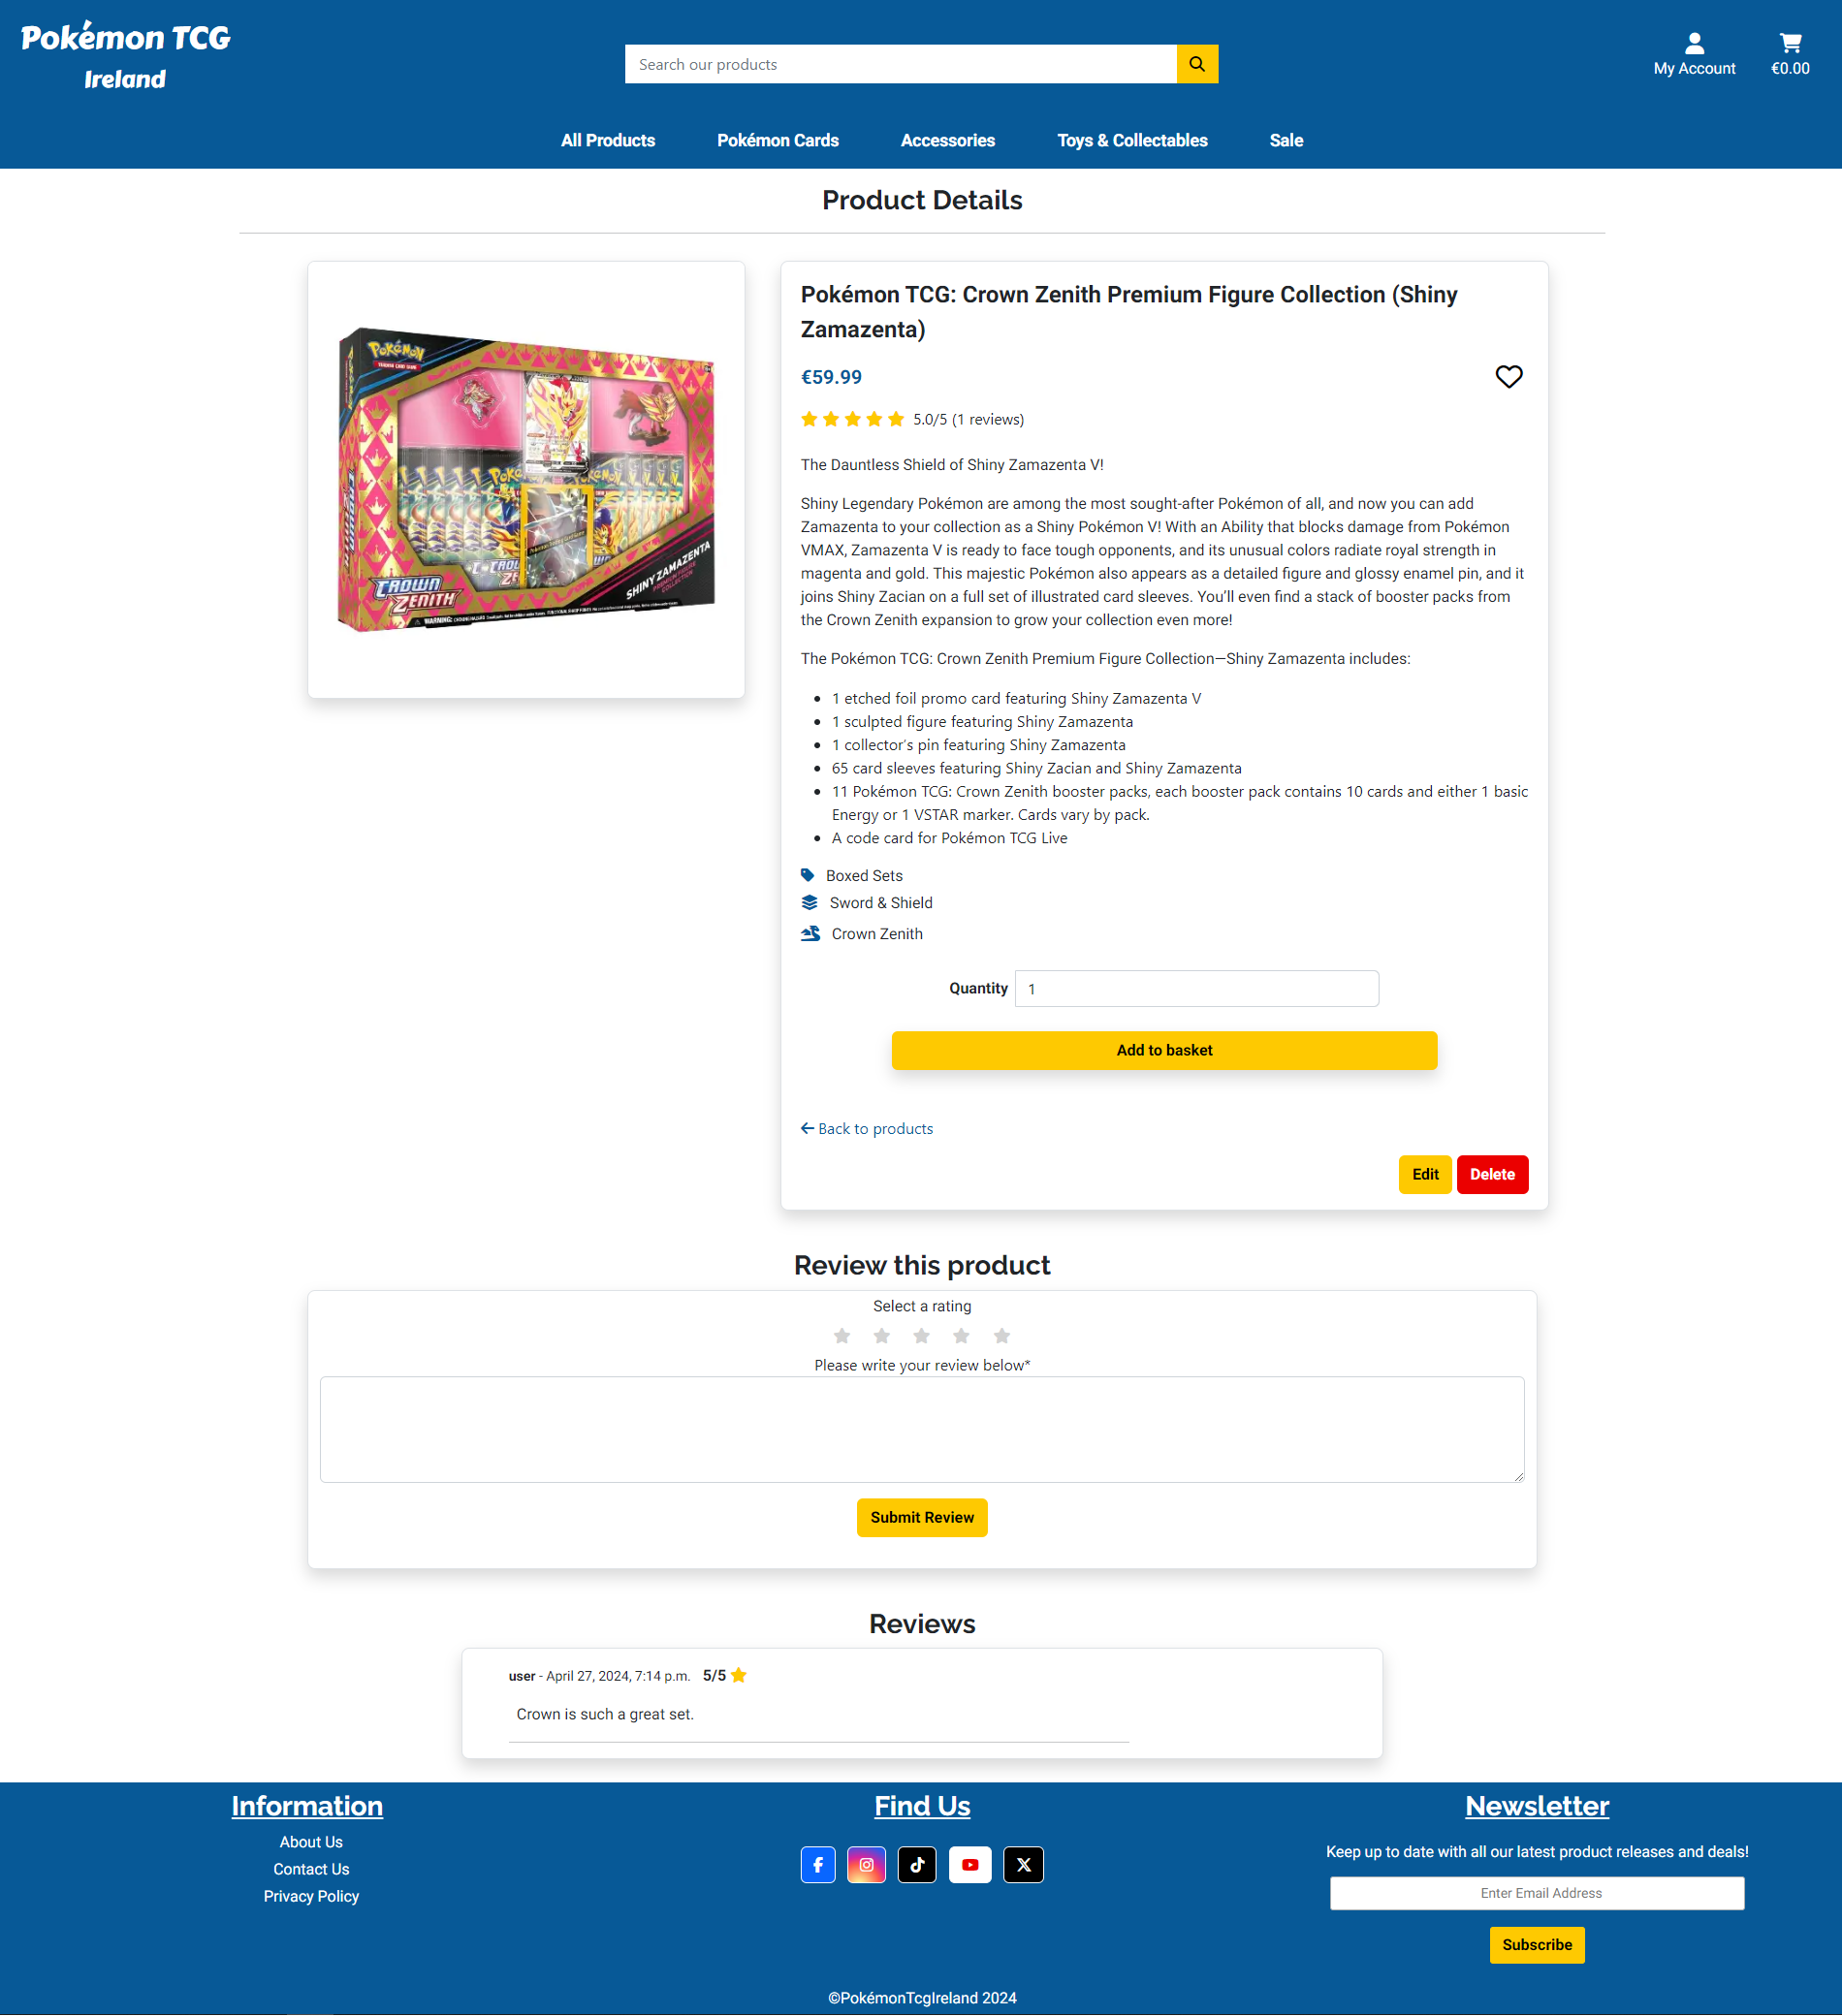 Pokémon TCG
Ireland
Search our products
My Account
€0.00
All Products
Pokémon Cards
Accessories
Toys & Collectables
Sale
Product Details
Pokémon
CROWN ZENITH
CROWN
ZENITH
SHINY ZAMAZENTA
PREMIUM FIGURE
COLLECTION
WARNING:
Pokémon TCG: Crown Zenith Premium Figure Collection (Shiny
Zamazenta)
€59.99
5.0/5 (1 reviews)
The Dauntless Shield of Shiny Zamazenta V!
Shiny Legendary Pokémon are among the most sought-after Pokémon of all, and now you can add
Zamazenta to your collection as a Shiny Pokémon V! With an Ability that blocks damage from Pokémon
VMAX, Zamazenta V is ready to face tough opponents, and its unusual colors radiate royal strength in
magenta and gold. This majestic Pokémon also appears as a detailed figure and glossy enamel pin, and it
joins Shiny Zacian on a full set of illustrated card sleeves. You’ll even find a stack of booster packs from
the Crown Zenith expansion to grow your collection even more!
The Pokémon TCG: Crown Zenith Premium Figure Collection—Shiny Zamazenta includes:
• 1 etched foil promo card featuring Shiny Zamazenta V
• 1 sculpted figure featuring Shiny Zamazenta
• 1 collector’s pin featuring Shiny Zamazenta
• 65 card sleeves featuring Shiny Zacian and Shiny Zamazenta
• 11 Pokémon TCG: Crown Zenith booster packs, each booster pack contains 10 cards and either 1 basic
Energy or 1 VSTAR marker. Cards vary by pack.
• A code card for Pokémon TCG Live
Boxed Sets
Sword & Shield
Crown Zenith
Quantity 1
Add to basket
Back to products
Edit Delete
Review this product
Select a rating
Please write your review below*
Submit Review
Reviews
user - April 27, 2024, 7:14 p.m. 5/5
Crown is such a great set.
Information
About Us
Contact Us
Privacy Policy
Find Us
Newsletter
Keep up to date with all our latest product releases and deals!
Enter Email Address
Subscribe
©PokémonTcgIreland 2024